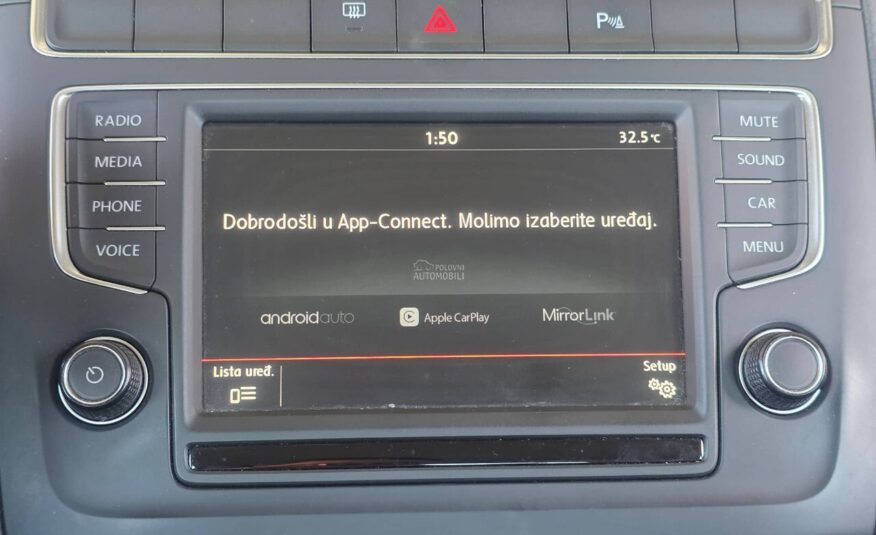 P
RADIO
MEDIA
PHONE
VOICE
1:50
32.5°C
Dobrodošli u App-Connect. Molimo izaberite uređaj.
POLOVNI
AUTOMOBILI
androidauto
Apple CarPlay
MirrorLink
Lista uređ.
Setup
MUTE
SOUND
CAR
MENU